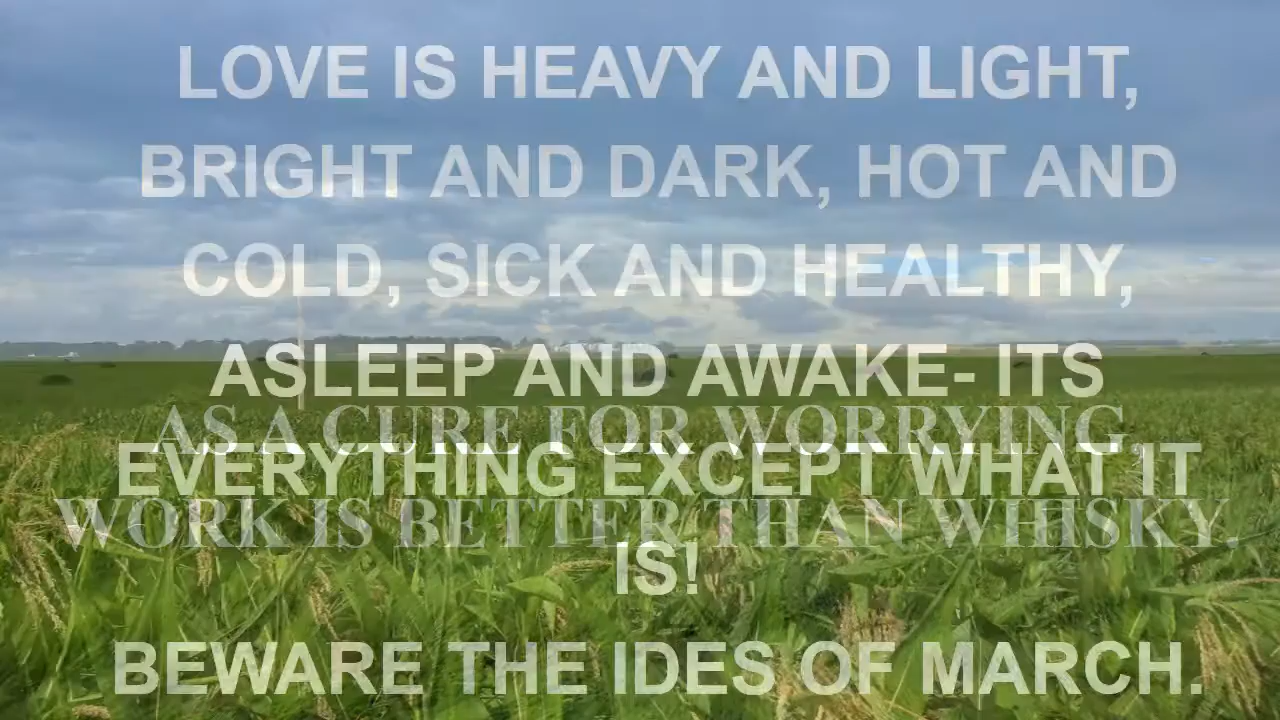 LOVE IS HEAVY AND LIGHT,
BRIGHT AND DARK, HOT AND
COLD, SICK AND HEALTHY,
ASLEEP AND AWAKE- ITS
AS A CURE FOR WORRYING,
EVERYTHING EXCEPT WHAT IT
WORK IS BETTER THAN WHISKY.
IS!
BEWARE THE IDES OF MARCH.